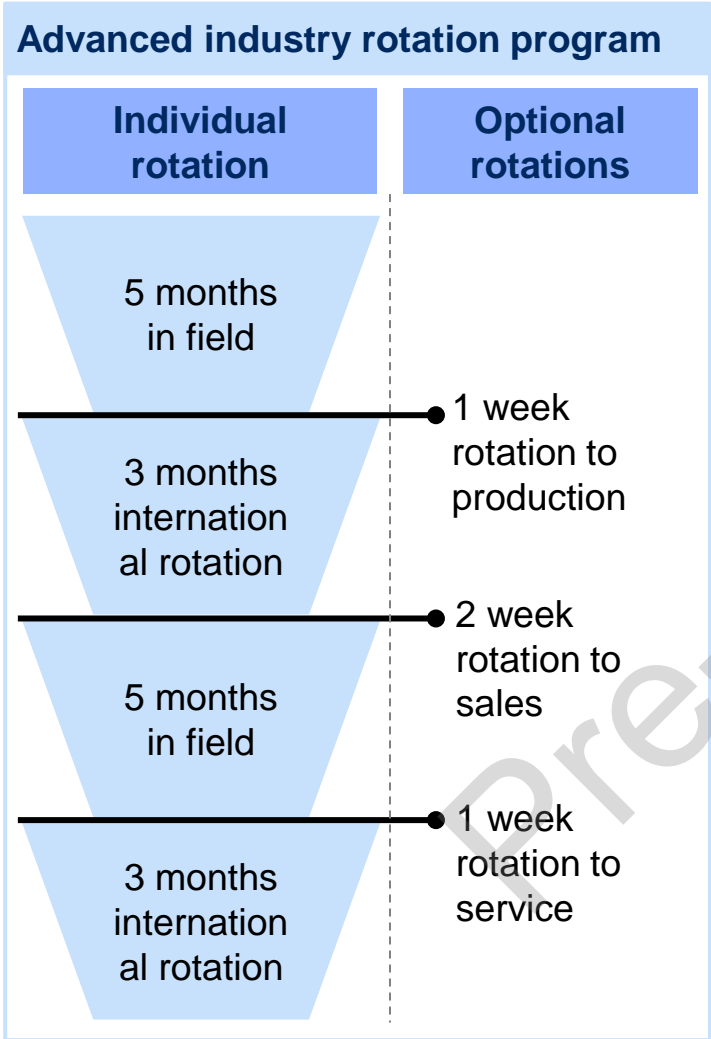 Advanced industry rotation program
Individual
rotation
Optional
rotations
5 months
in field
1 week
rotation to
production
3 months
internation
al rotation
2 week
rotation to
sales
5 months
in field
1 week
rotation to
service
3 months
internation
al rotation
Pre